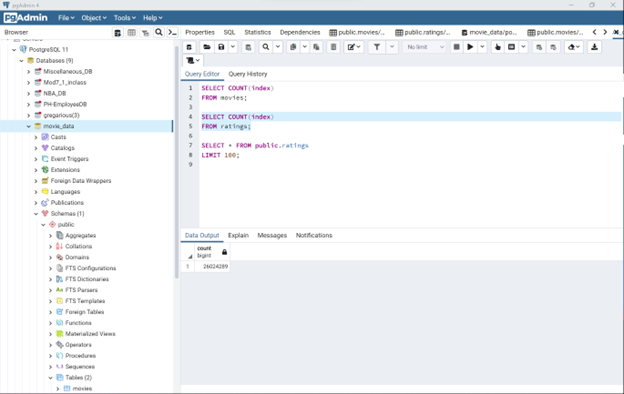 pgAdmin 4
pgAdmin File Object Tools Help
Browser
Properties SQL Statistics Dependencies public.movies/... public.ratings/... movie_data/po... public.movies/...
Servers
PostgreSQL 11
Databases (9)
Miscellaneous_DB
Mod7_1_inclass
NBA_DB
PH-EmployeeDB
gregarious(3)
movie_data
Casts
Catalogs
Event Triggers
Extensions
Foreign Data Wrappers
Languages
Publications
Schemas (1)
public
Aggregates
Collations
Domains
FTS Configurations
FTS Dictionaries
FTS Parsers
FTS Templates
Foreign Tables
Functions
Materialized Views
Operators
Procedures
Sequences
Tables (2)
movies
No limit
Query Editor Query History
1 SELECT COUNT(index)
2 FROM movies;
3
4 SELECT COUNT(index)
5 FROM ratings;
6
7 SELECT * FROM public.ratings
8 LIMIT 100;
9
Data Output Explain Messages Notifications
count
bigint
1 26024289